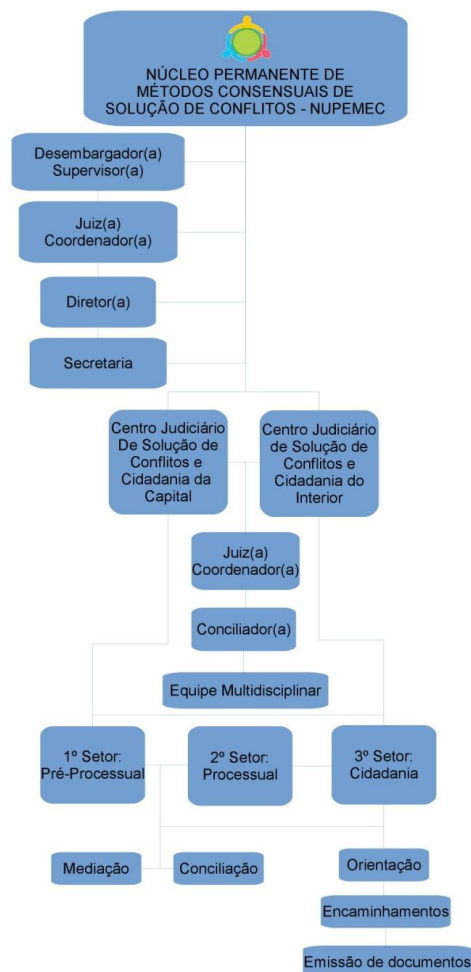 NÚCLEO PERMANENTE DE
MÉTODOS CONSENSUAIS DE
SOLUÇÃO DE CONFLITOS - NUPEMEC
Desembargador(a)
Supervisor(a)
Juiz(a)
Coordenador(a)
Diretor(a)
Secretaria
Centro Judiciário
De Solução de
Conflitos e
Cidadania da
Capital
Centro Judiciário
de Solução de
Conflitos e
Cidadania do
Interior
Juiz(a)
Coordenador(a)
Conciliador(a)
Equipe Multidisciplinar
1º Setor:
Pré-Processual
2º Setor:
Processual
3º Setor:
Cidadania
Mediação
Conciliação
Orientação
Encaminhamentos
Emissão de documentos